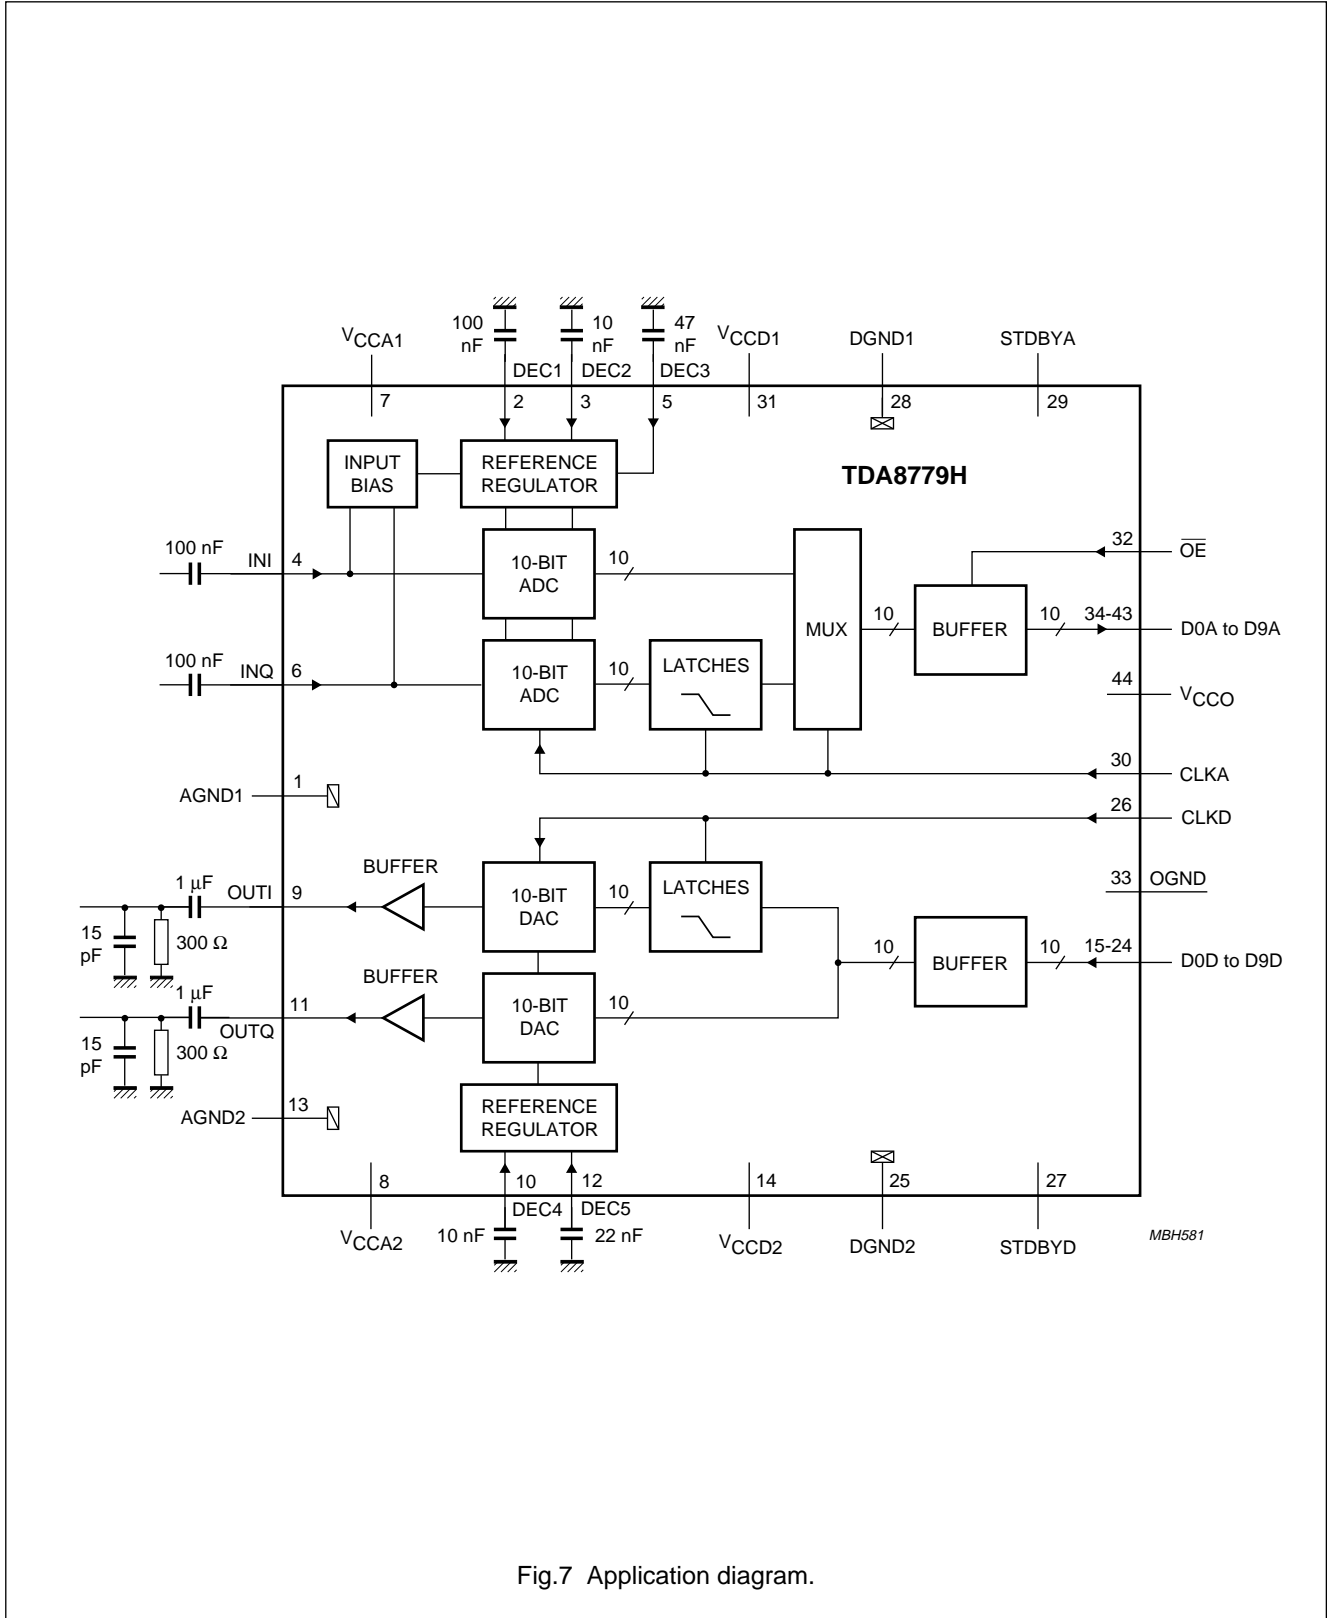 100 nF
10 nF
47 nF
VCCA1
DEC1
DEC2
DEC3
VCCD1
DGND1
STDBYA
7
2
3
5
31
28
29
INPUT BIAS
REFERENCE REGULATOR
TDA8779H
100 nF
INI
4
10-BIT ADC
10
MUX
10
BUFFER
10
32
OE
34-43
D0A to D9A
100 nF
INQ
6
10-BIT ADC
10
LATCHES
44
VCCO
30
CLKA
AGND1
1
26
CLKD
1 μF
OUTI
9
BUFFER
10-BIT DAC
10
LATCHES
33
OGND
15 pF
300 Ω
10
BUFFER
10
15-24
D0D to D9D
1 μF
OUTQ
11
BUFFER
10-BIT DAC
10
15 pF
300 Ω
AGND2
13
REFERENCE REGULATOR
8
10
12
14
25
27
VCCA2
DEC4
DEC5
10 nF
22 nF
VCCD2
DGND2
STDBYD
MBH581
Fig.7 Application diagram.